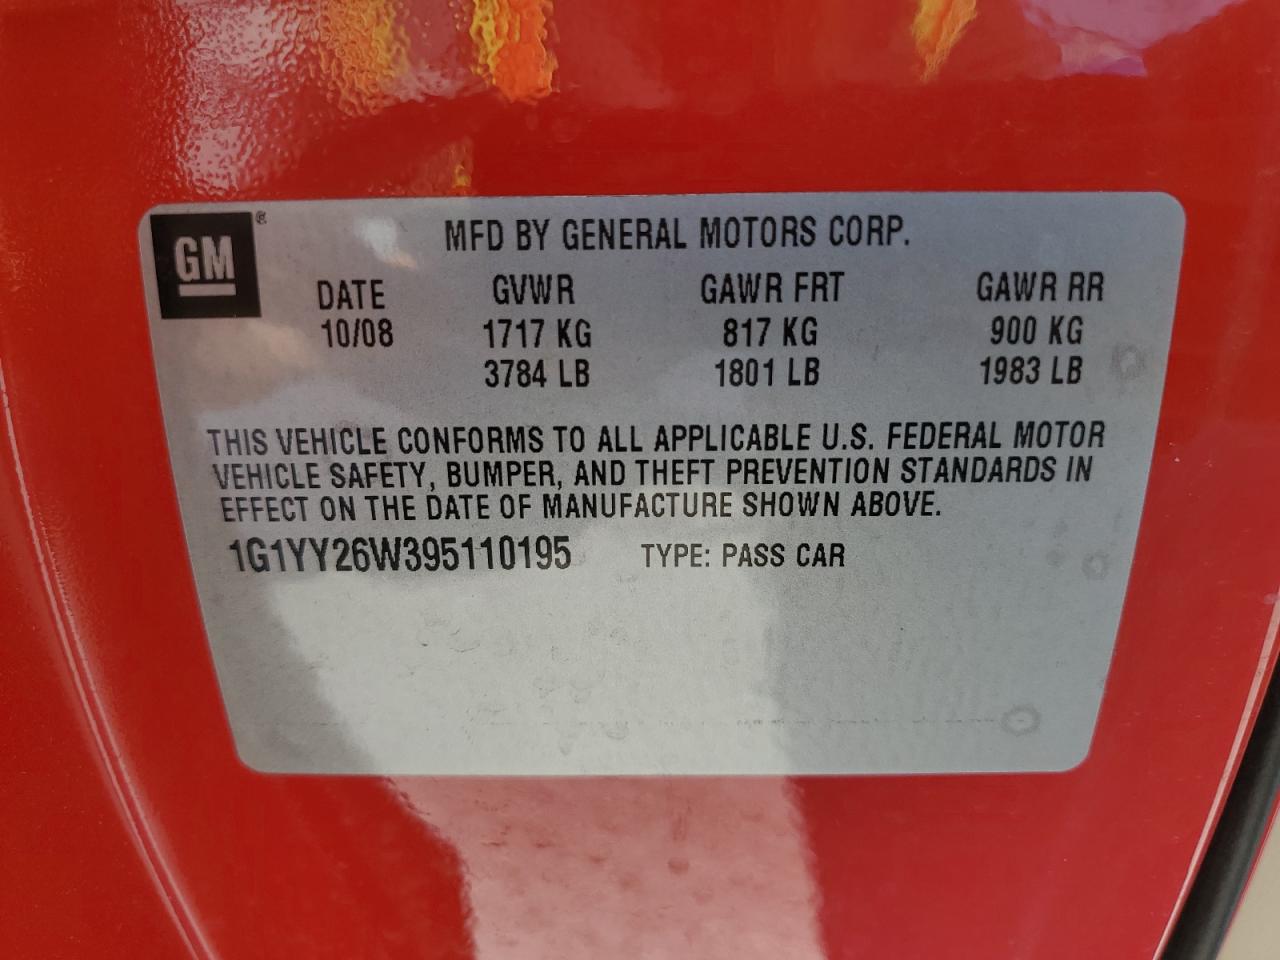 GM ®
MFD BY GENERAL MOTORS CORP.
DATE GVWR GAWR FRT GAWR RR
10/08 1717 KG 817 KG 900 KG
3784 LB 1801 LB 1983 LB
THIS VEHICLE CONFORMS TO ALL APPLICABLE U.S. FEDERAL MOTOR
VEHICLE SAFETY, BUMPER, AND THEFT PREVENTION STANDARDS IN
EFFECT ON THE DATE OF MANUFACTURE SHOWN ABOVE.
1G1YY26W395110195 TYPE: PASS CAR